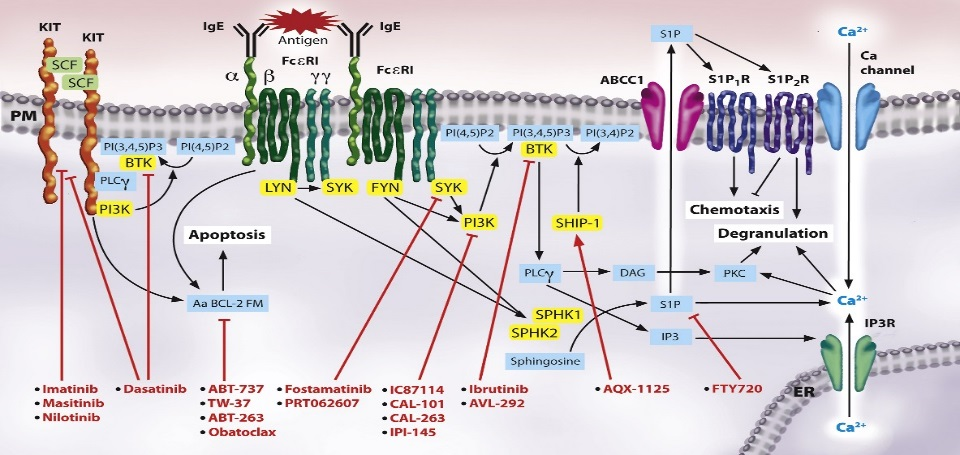 KIT
KIT
SCF
SCF
PM
IgE
IgE
Antigen
FcεRI
FcεRI
α
β
γγ
S1P
ABCC1
S1P₁R
S1P₂R
Ca²⁺
Ca
channel
PI(3,4,5)P3
PI(4,5)P2
BTK
PLCγ
PI3K
PI(4,5)P2
PI(3,4,5)P3
PI(3,4)P2
BTK
LYN
SYK
FYN
SYK
PI3K
SHIP-1
Chemotaxis
Degranulation
Apoptosis
Aa BCL-2 FM
PLCγ
DAG
PKC
SPHK1
SPHK2
Sphingosine
S1P
IP3
Ca²⁺
IP3R
ER
Ca²⁺
• Imatinib
• Masitinib
• Nilotinib
• Dasatinib
• ABT-737
• TW-37
• ABT-263
• Obatoclax
• Fostamatinib
• PRT062607
• IC87114
• CAL-101
• CAL-263
• IPI-145
• Ibrutinib
• AVL-292
• AQX-1125
• FTY720